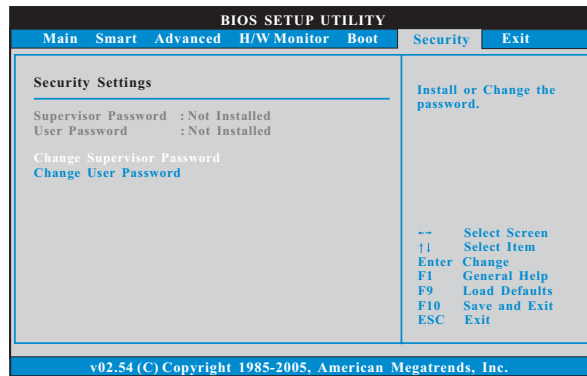 BIOS SETUP UTILITY
Main Smart Advanced H/W Monitor Boot Security Exit
Security Settings
Supervisor Password : Not Installed
User Password : Not Installed
Change Supervisor Password
Change User Password
Install or Change the
password.
←→ Select Screen
↑↓ Select Item
Enter Change
F1 General Help
F9 Load Defaults
F10 Save and Exit
ESC Exit
v02.54 (C) Copyright 1985-2005, American Megatrends, Inc.